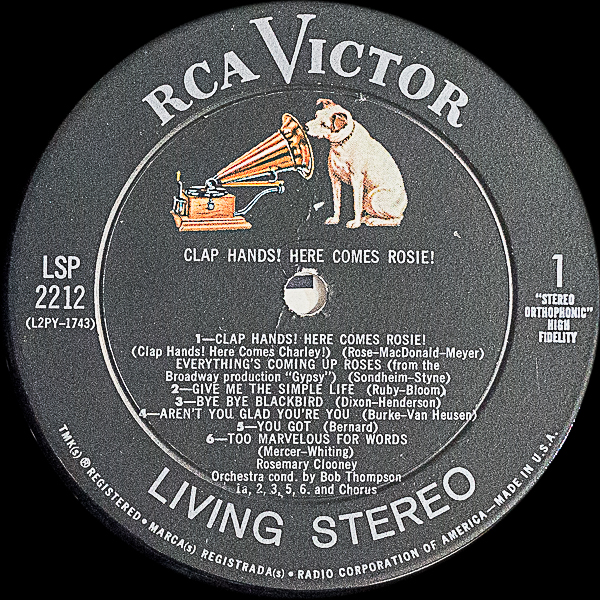 RCA VICTOR
CLAP HANDS! HERE COMES ROSIE!
LSP
2212
(L2PY-1743)
1
"STEREO
ORTHOPHONIC"
HIGH
FIDELITY
1—CLAP HANDS! HERE COMES ROSIE!
(Clap Hands! Here Comes Charley!) (Rose-MacDonald-Meyer)
EVERYTHING'S COMING UP ROSES (from the
Broadway production "Gypsy") (Sondheim-Styne)
2—GIVE ME THE SIMPLE LIFE (Ruby-Bloom)
3—BYE BYE BLACKBIRD (Dixon-Henderson)
4—AREN'T YOU GLAD YOU'RE YOU (Burke-Van Heusen)
5—YOU GOT (Bernard)
6—TOO MARVELOUS FOR WORDS
(Mercer-Whiting)
Rosemary Clooney
Orchestra cond. by Bob Thompson
1a, 2, 3, 5, 6. and Chorus
LIVING STEREO
TMK(s) ® REGISTERED • MARCA(s) REGISTRADA(s) • RADIO CORPORATION OF AMERICA—MADE IN U.S.A.